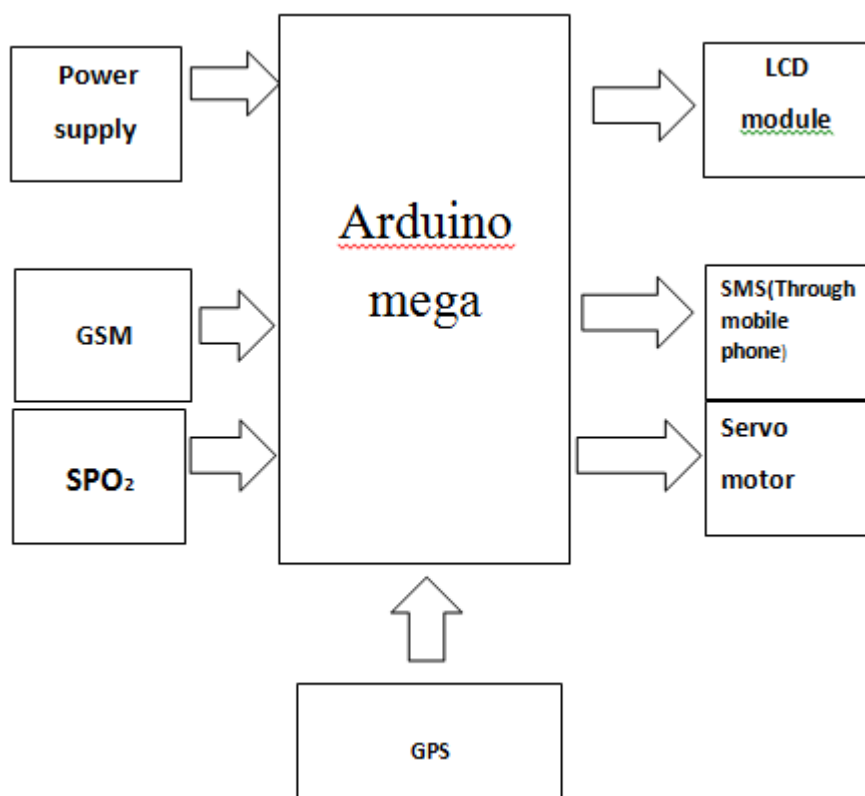 Power
supply
GSM
SPO₂
Arduino
mega
GPS
LCD
module
SMS(Through
mobile
phone)
Servo
motor